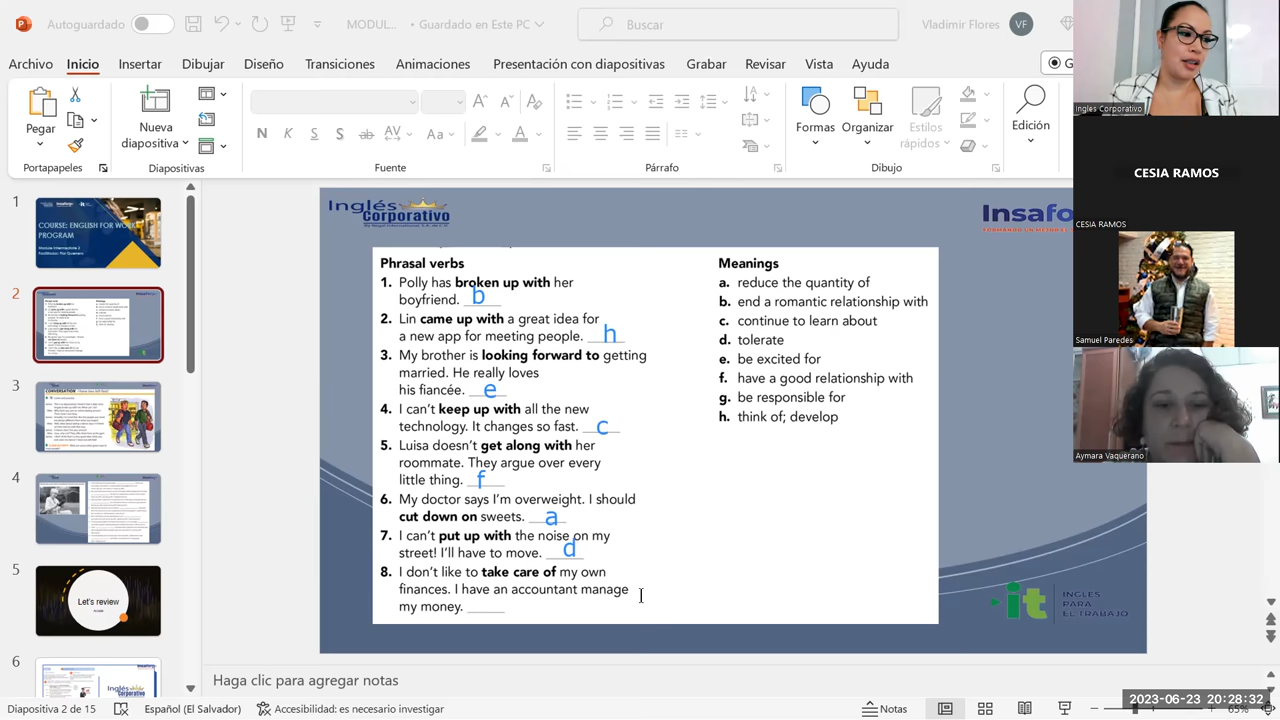 Autoguardado
MODUL... • Guardado en Este PC
Buscar
Vladimir Flores
VF
Archivo
Inicio
Insertar
Dibujar
Diseño
Transiciones
Animaciones
Presentación con diapositivas
Grabar
Revisar
Vista
Ayuda
Pegar
Nueva
diapositiva
Formas
Organizar
Estilos
rápidos
Edición
Portapapeles
Diapositivas
Fuente
Párrafo
Dibujo
Ingles Corporativo
CESIA RAMOS
CESIA RAMOS
Samuel Paredes
Aymara Vaquerano
1
COURSE: ENGLISH FOR WORK
PROGRAM
2
3
4
5
Let's review
6
Inglés
Corporativo
Insafo
Phrasal verbs
1. Polly has broken up with her
boyfriend. b
2. Lin came up with a great idea for
a new app for meeting people. h
3. My brother is looking forward to getting
married. He really loves
his fiancée. e
4. I can't keep up with all the new
technology. It changes so fast. c
5. Luisa doesn't get along with her
roommate. They argue over every
little thing. f
6. My doctor says I'm overweight. I should
cut down on sweets. a
7. I can't put up with the noise on my
street! I'll have to move. d
8. I don't like to take care of my own
finances. I have an accountant manage
my money.
Meanings
a. reduce the quantity of
b. end a romantic relationship with
c. continue to learn about
d. tolerate
e. be excited for
f. have a good relationship with
g. be responsible for
h. think of; develop
it
INGLES
PARA
EL TRABAJO
Haga clic para agregar notas
Diapositiva 2 de 15
Español (El Salvador)
Accesibilidad: es necesario investigar
Notas
2023-06-23 20:28:32
65%